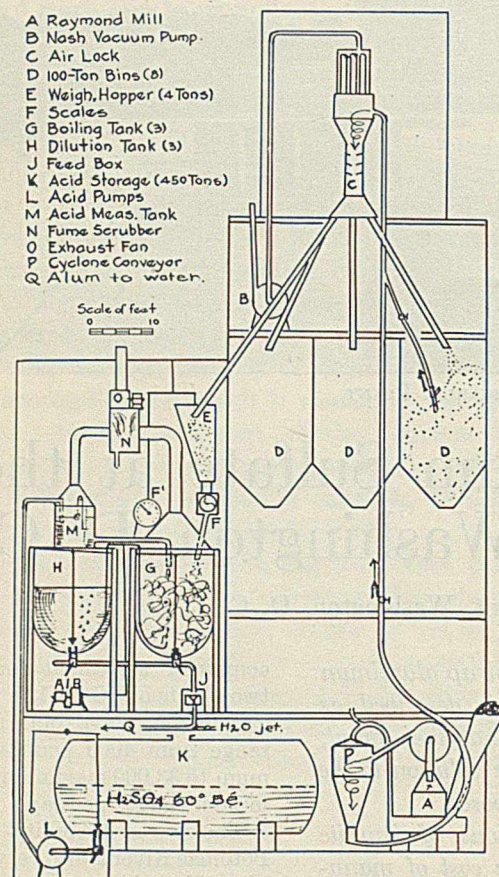 A Raymond Mill
B Nash Vacuum Pump.
C Air Lock
D 100-Ton Bins (8)
E Weigh. Hopper (4 Tons)
F Scales
G Boiling Tank (3)
H Dilution Tank (3)
J Feed Box
K Acid Storage (450 Tons)
L Acid Pumps
M Acid Meas. Tank
N Fume Scrubber
O Exhaust Fan
P Cyclone Conveyor
Q Alum to water.
Scale of feet
0 10
C
B
E
N
D D D
F'
F
M
H
G
H
J
AIR
Q H2O jet.
K
P
A
H2SO4 60° Bé.
L